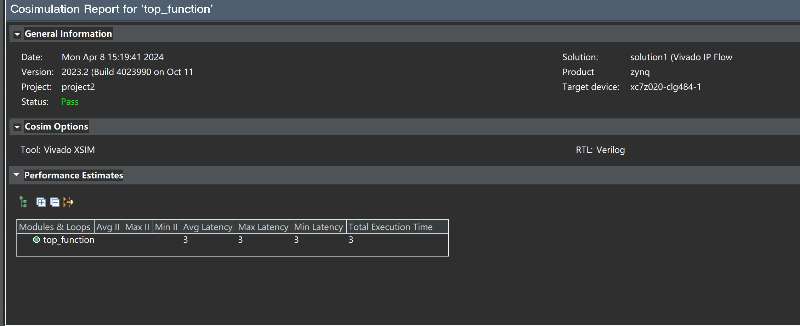 Cosimulation Report for 'top_function'
General Information
Date: Mon Apr 8 15:19:41 2024 Solution: solution1 (Vivado IP Flow
Version: 2023.2 (Build 4023990 on Oct 11 Product zynq
Project: project2 Target device: xc7z020-clg484-1
Status: Pass
Cosim Options
Tool: Vivado XSIM RTL: Verilog
Performance Estimates
Modules & Loops Avg II Max II Min II Avg Latency Max Latency Min Latency Total Execution Time
top_function 3 3 3 3